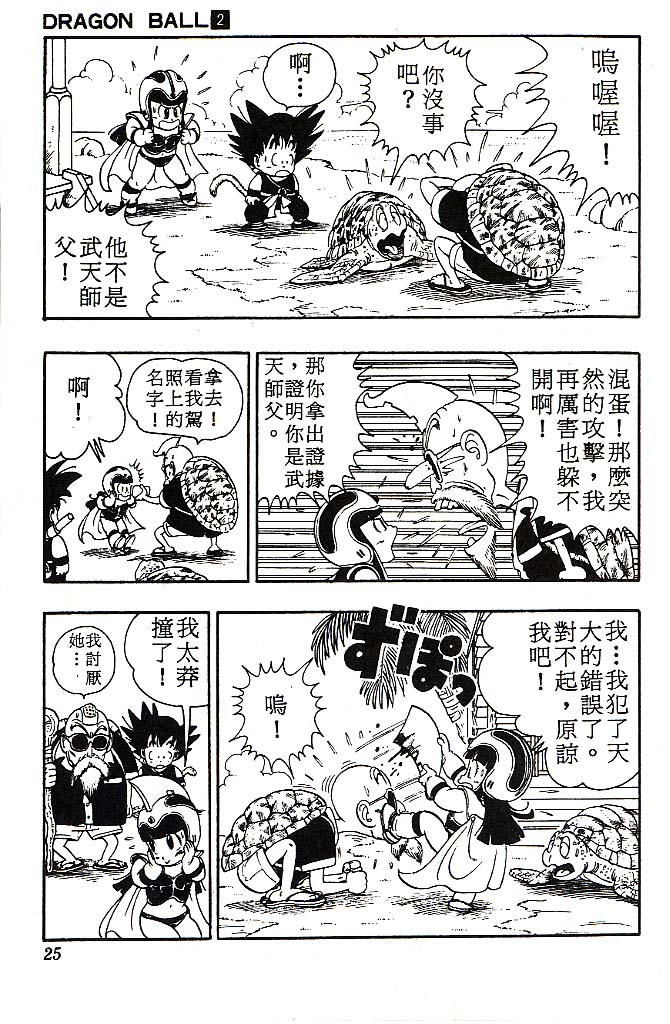 DRAGON BALL 2
嗚喔喔！
你沒事
吧？
啊…
他不是
武天師
父！
混蛋！那麼突
然的攻擊，我
再厲害也躲不
開啊！
那你拿出證據
，證明你是武
天師父。
拿去！
看我駕
照上的
名字！
啊！
我…我犯了天
大的錯誤了。
對不起，原諒
我吧！
ずぽっ
嗚！
我太莽
撞了！
我討厭
她…
25